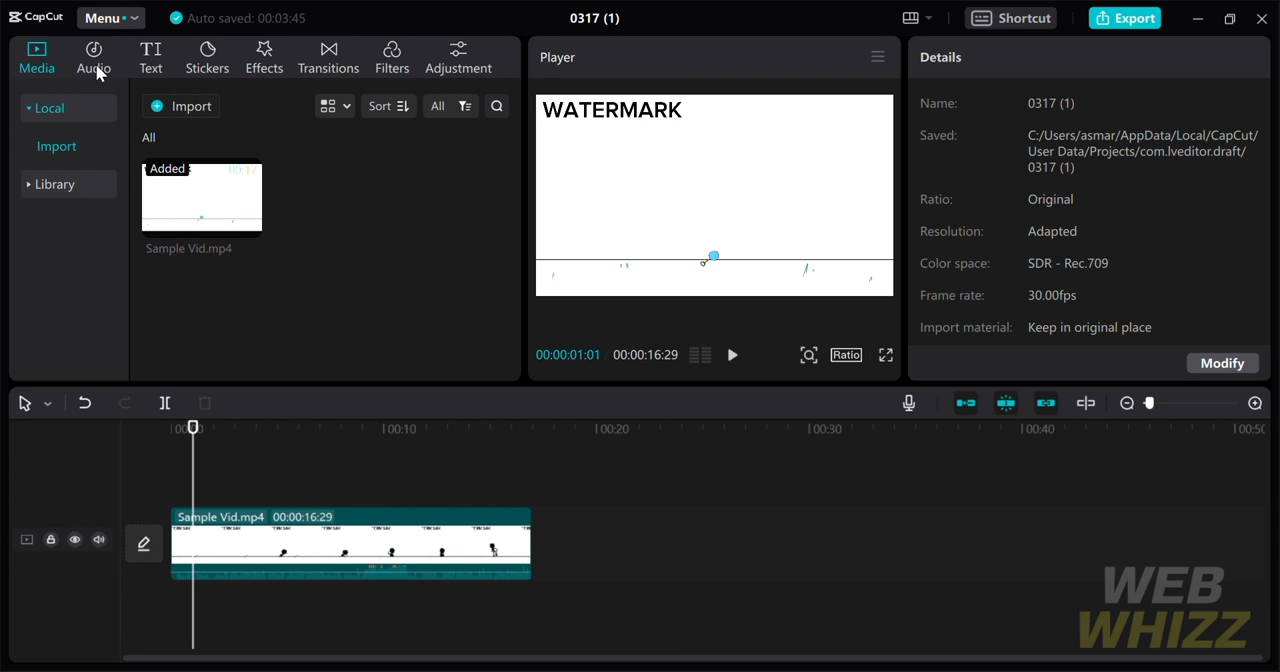 CapCut
Menu
Auto saved: 00:03:45
0317 (1)
Shortcut
Export
Media
Audio
Text
Stickers
Effects
Transitions
Filters
Adjustment
Local
Import
Library
Import
Sort
All
All
Added
00:17
Sample Vid.mp4
Player
WATERMARK
00:00:01:01
00:00:16:29
Ratio
Details
Name: 0317 (1)
Saved: C:/Users/asmar/AppData/Local/CapCut/
User Data/Projects/com.lveditor.draft/
0317 (1)
Ratio: Original
Resolution: Adapted
Color space: SDR - Rec.709
Frame rate: 30.00fps
Import material: Keep in original place
Modify
00:10
00:20
00:30
00:40
00:50
Sample Vid.mp4 00:00:16:29
WEB
WHIZZ